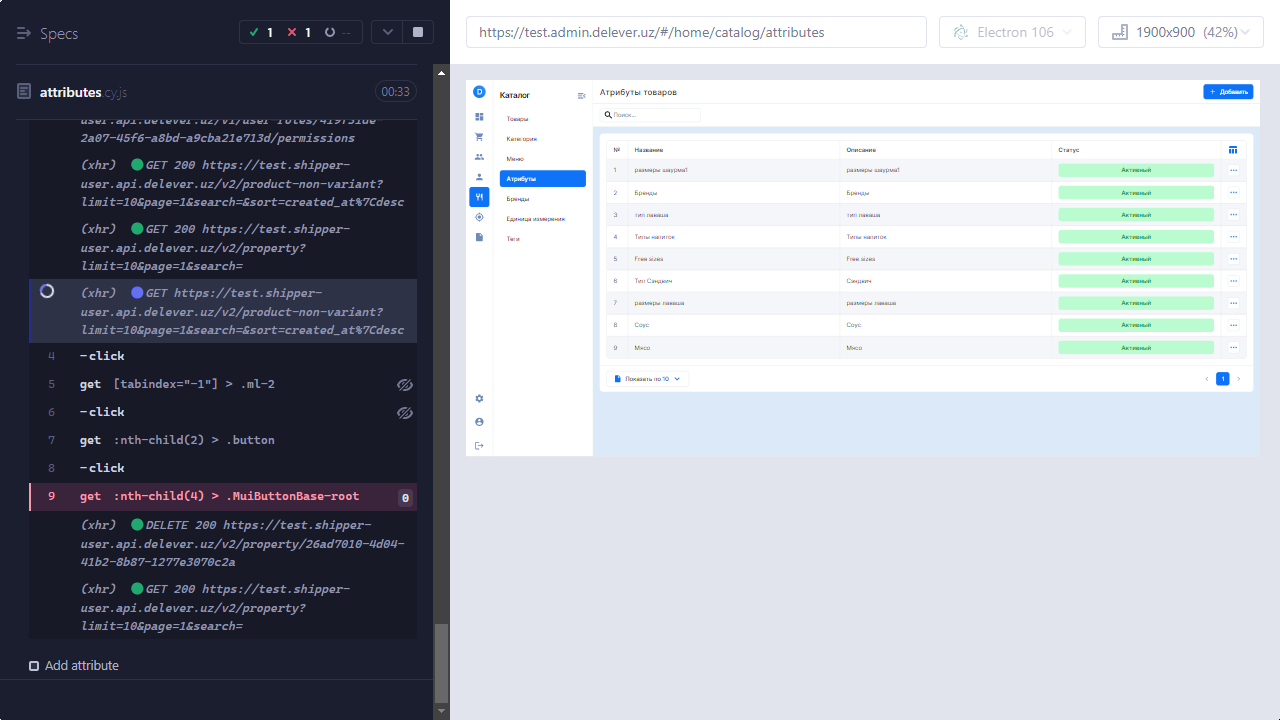 Specs
1
1
--
attributes.cy.js
00:33
user.api.delever.uz/v1/user-roles/419f31de-
2a07-45f6-a8bd-a9cba21e713d/permissions
(xhr) GET 200 https://test.shipper-
user.api.delever.uz/v2/product-non-variant?
limit=10&page=1&search=&sort=created_at%7Cdesc
(xhr) GET 200 https://test.shipper-
user.api.delever.uz/v2/property?
limit=10&page=1&search=
(xhr) GET https://test.shipper-
user.api.delever.uz/v2/product-non-variant?
limit=10&page=1&search=&sort=created_at%7Cdesc
4 -click
5 get [tabindex="-1"] > .ml-2
6 -click
7 get :nth-child(2) > .button
8 -click
9 get :nth-child(4) > .MuiButtonBase-root 0
(xhr) DELETE 200 https://test.shipper-
user.api.delever.uz/v2/property/26ad7010-4d04-
41b2-8b87-1277e3070c2a
(xhr) GET 200 https://test.shipper-
user.api.delever.uz/v2/property?
limit=10&page=1&search=
Add attribute
https://test.admin.delever.uz/#/home/catalog/attributes
Electron 106
1900x900 (42%)
D
Каталог
Товары
Категория
Меню
Атрибуты
Бренды
Единица измерения
Теги
Атрибуты товаров
+ Добавить
Поиск...
№ Название Описание Статус
1 размеры шаурма1 размеры шаурма1 Активный ...
2 Бренды Бренды Активный ...
3 тип лаваша тип лаваша Активный ...
4 Типы напиток Типы напиток Активный ...
5 Free sizes Free sizes Активный ...
6 Тип Сэндвич Сэндвич Активный ...
7 размеры лаваша размеры лаваша Активный ...
8 Соус Соус Активный ...
9 Мясо Мясо Активный ...
Показать по 10
1